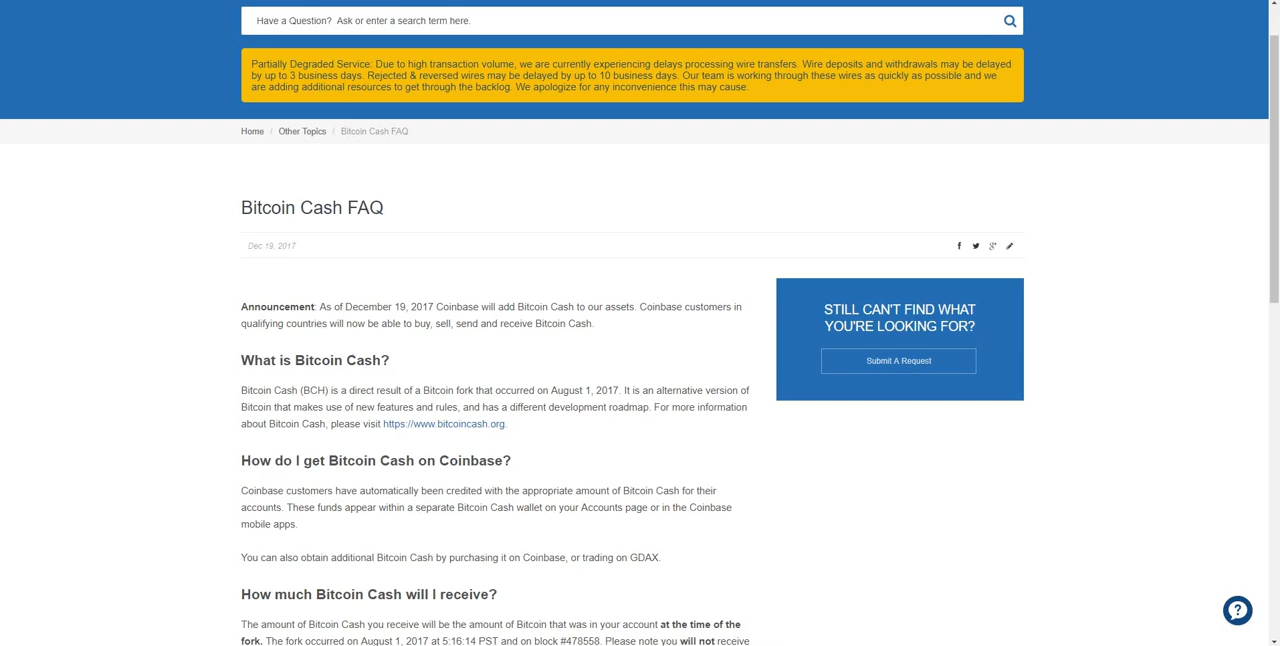 Have a Question? Ask or enter a search term here.
Partially Degraded Service: Due to high transaction volume, we are currently experiencing delays processing wire transfers. Wire deposits and withdrawals may be delayed
by up to 3 business days. Rejected & reversed wires may be delayed by up to 10 business days. Our team is working through these wires as quickly as possible and we
are adding additional resources to get through the backlog. We apologize for any inconvenience this may cause.
Home / Other Topics / Bitcoin Cash FAQ
Bitcoin Cash FAQ
Dec 19, 2017
Announcement: As of December 19, 2017 Coinbase will add Bitcoin Cash to our assets. Coinbase customers in
qualifying countries will now be able to buy, sell, send and receive Bitcoin Cash.
STILL CAN'T FIND WHAT
YOU'RE LOOKING FOR?
Submit A Request
What is Bitcoin Cash?
Bitcoin Cash (BCH) is a direct result of a Bitcoin fork that occurred on August 1, 2017. It is an alternative version of
Bitcoin that makes use of new features and rules, and has a different development roadmap. For more information
about Bitcoin Cash, please visit https://www.bitcoincash.org.
How do I get Bitcoin Cash on Coinbase?
Coinbase customers have automatically been credited with the appropriate amount of Bitcoin Cash for their
accounts. These funds appear within a separate Bitcoin Cash wallet on your Accounts page or in the Coinbase
mobile apps.
You can also obtain additional Bitcoin Cash by purchasing it on Coinbase, or trading on GDAX.
How much Bitcoin Cash will I receive?
The amount of Bitcoin Cash you receive will be the amount of Bitcoin that was in your account at the time of the
fork. The fork occurred on August 1, 2017 at 5:16:14 PST and on block #478558. Please note you will not receive